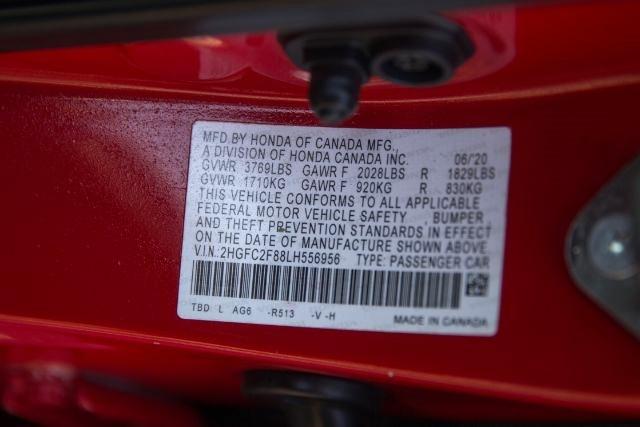 MFD.BY HONDA OF CANADA MFG.,
A DIVISION OF HONDA CANADA INC. 06/'20
GVWR 3769LBS GAWR F 2028LBS R 1829LBS
GVWR 1710KG GAWR F 920KG R 830KG
THIS VEHICLE CONFORMS TO ALL APPLICABLE
FEDERAL MOTOR VEHICLE SAFETY, BUMPER
AND THEFT PREVENTION STANDARDS IN EFFECT
ON THE DATE OF MANUFACTURE SHOWN ABOVE.
V.I.N.:2HGFC2F88LH556956 TYPE: PASSENGER CAR
TBD L AG6 -R513 -V -H MADE IN CANADA